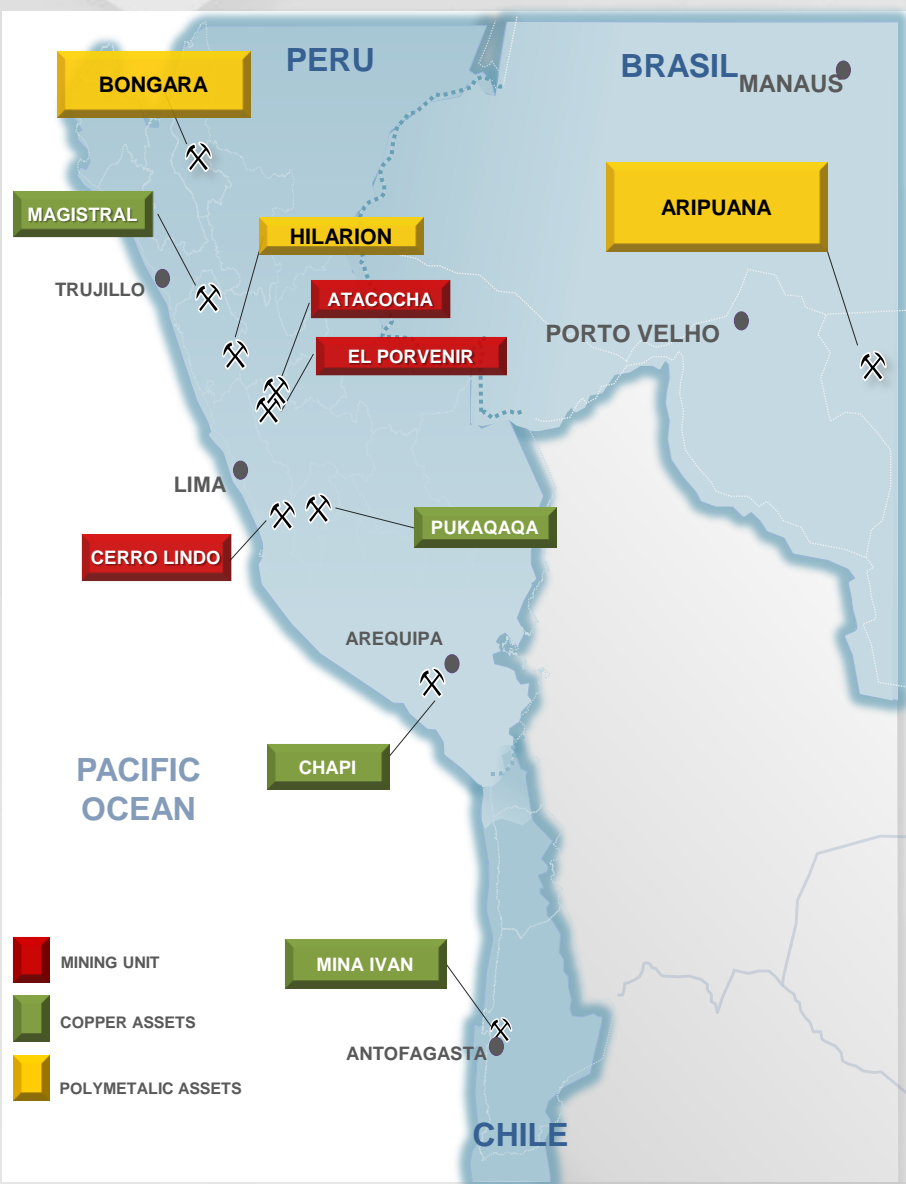 PERU
BRASIL
MANAUS
BONGARA
MAGISTRAL
ARIPUANA
HILARION
TRUJILLO
ATACOCHA
PORTO VELHO
EL PORVENIR
LIMA
PUKAQAQA
CERRO LINDO
AREQUIPA
CHAPI
PACIFIC
OCEAN
MINING UNIT
MINA IVAN
COPPER ASSETS
ANTOFAGASTA
POLYMETALIC ASSETS
CHILE